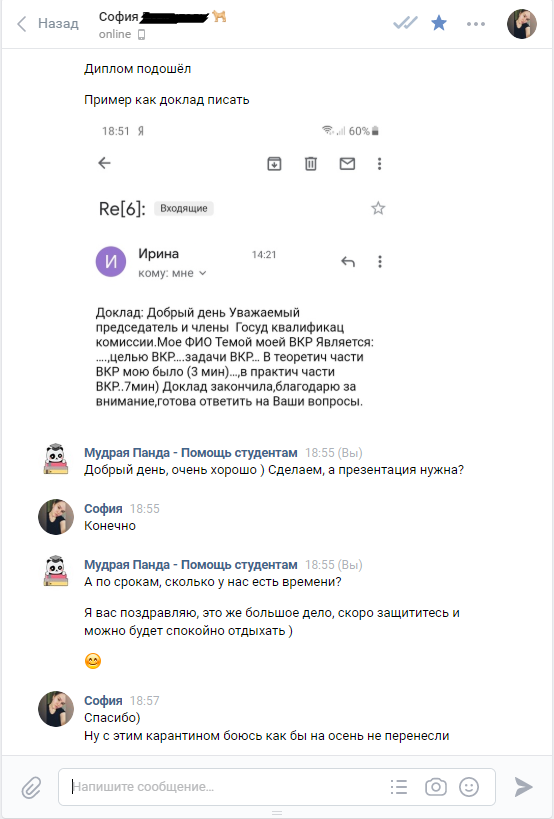 Назад
София
online
Диплом подошёл
Пример как доклад писать
18:51 Я
60%
Re[6]: Входящие
Ирина 14:21
И
кому: мне
Доклад: Добрый день Уважаемый
председатель и члены Госуд квалификац
комиссии.Мое ФИО Темой моей ВКР Является:
….,целью ВКР….задачи ВКР… В теоретич части
ВКР мою было (3 мин)…,в практич части
ВКР..7мин) Доклад закончила,благодарю за
внимание,готова ответить на Ваши вопросы.
Мудрая Панда - Помощь студентам 18:55 (Вы)
Добрый день, очень хорошо ) Сделаем, а презентация нужна?
София 18:55
Конечно
Мудрая Панда - Помощь студентам 18:55 (Вы)
А по срокам, сколько у нас есть времени?
Я вас поздравляю, это же большое дело, скоро защититесь и
можно будет спокойно отдыхать )
София 18:57
Спасибо)
Ну с этим карантином боюсь как бы на осень не перенесли
Напишите сообщение...